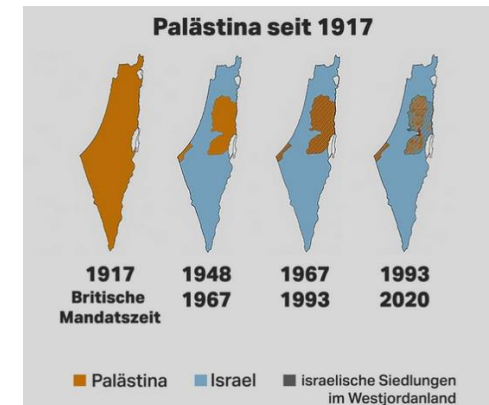 Palästina seit 1917
1917
Britische
Mandatszeit
1948
1967
1967
1993
1993
2020
Palästina
Israel
israelische Siedlungen
im Westjordanland